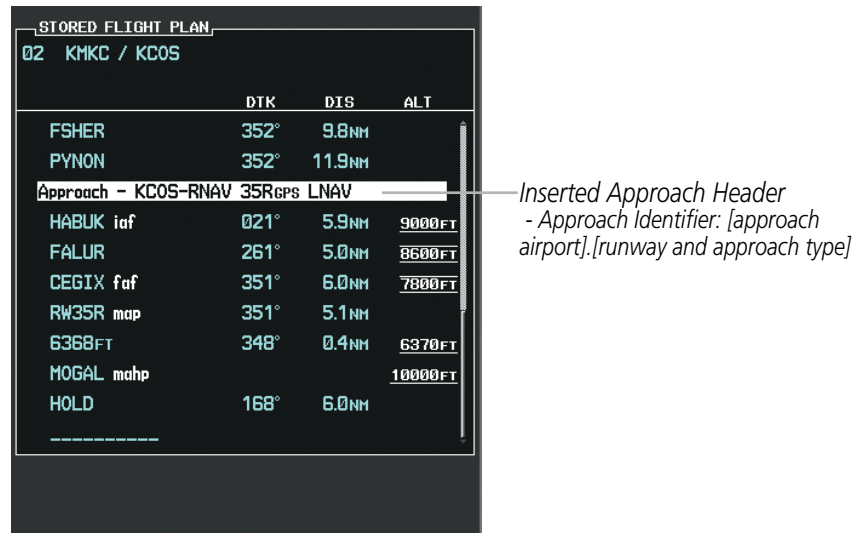 STORED FLIGHT PLAN
02 KMKC / KCOS
DTK DIS ALT
FSHER 352° 9.8NM
PYNON 352° 11.9NM
Approach - KCOS-RNAV 35RGPS LNAV
HABUK iaf 021° 5.9NM 9000FT
FALUR 261° 5.0NM 8600FT
CEGIX faf 351° 6.0NM 7800FT
RW35R map 351° 5.1NM
6368FT 348° 0.4NM 6370FT
MOGAL mahp 10000FT
HOLD 168° 6.0NM
__________
Inserted Approach Header
- Approach Identifier: [approach
airport].[runway and approach type]